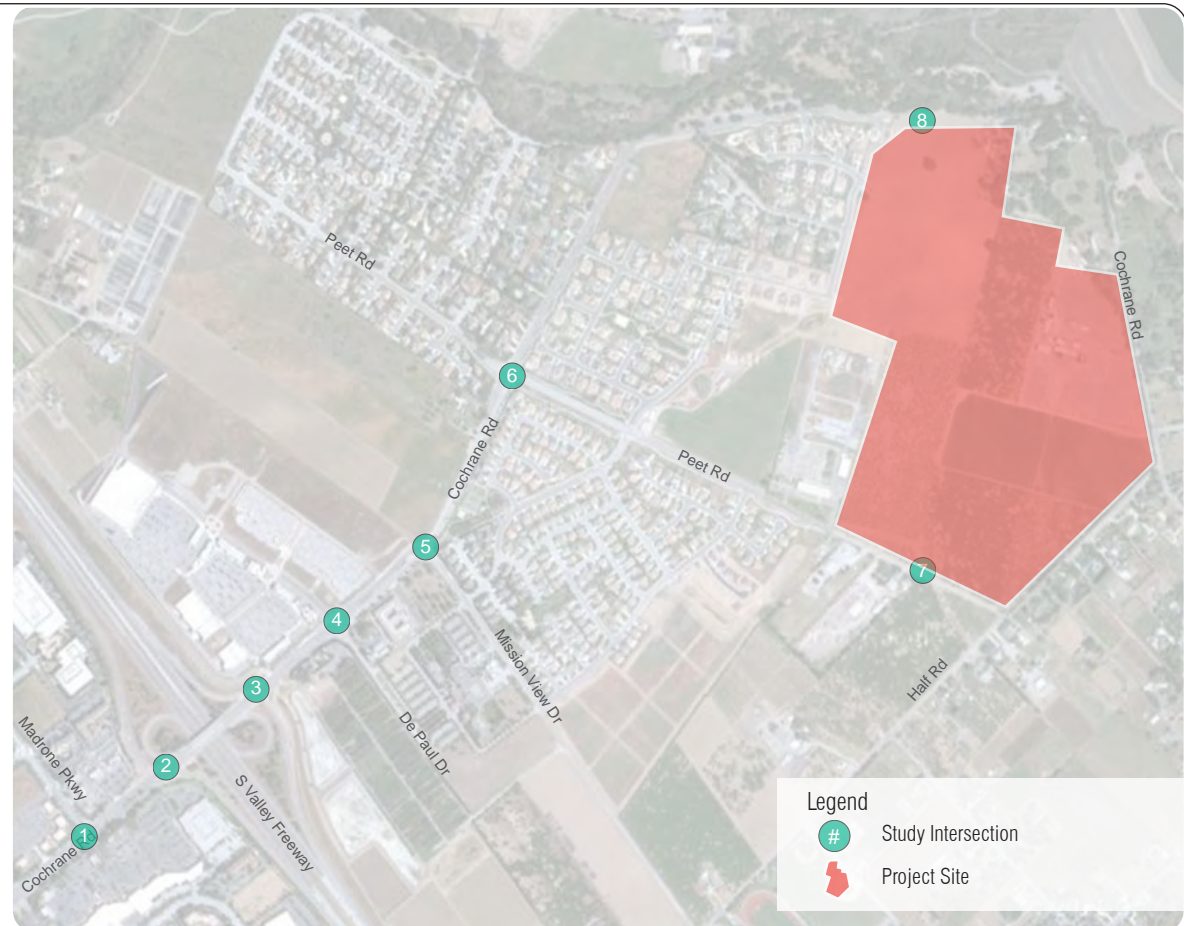 8
Peet Rd
Cochrane Rd
6
Cochrane Rd
Peet Rd
5
7
4
Mission View Dr
Half Rd
3
De Paul Dr
Madrone Pkwy
2
S Valley Freeway
1
Cochrane Rd
Legend
# Study Intersection
Project Site